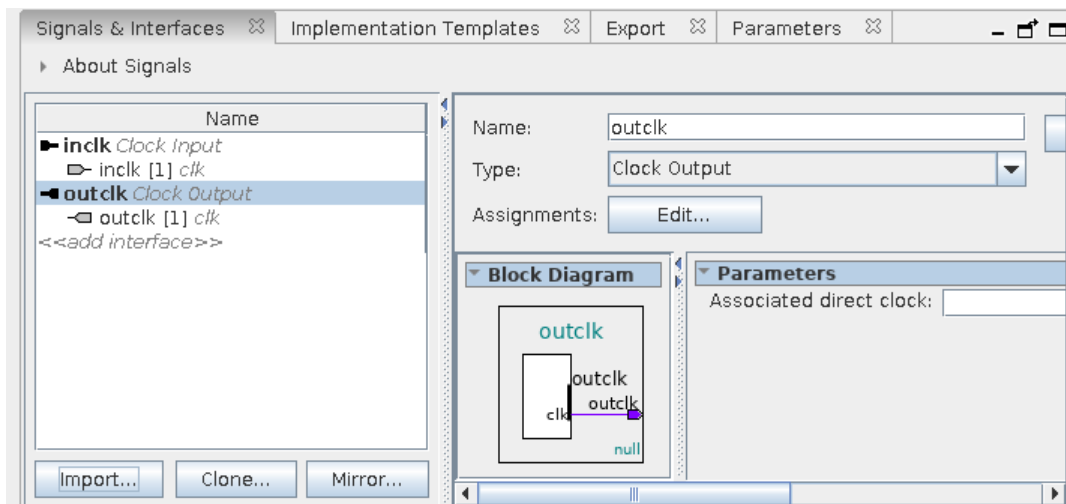 Signals & Interfaces
Implementation Templates
Export
Parameters
About Signals
Name
inclk Clock Input
inclk [1] clk
outclk Clock Output
outclk [1] clk
<<add interface>>
Import...
Clone...
Mirror...
Name:
outclk
Type:
Clock Output
Assignments:
Edit...
Block Diagram
outclk
outclk
clk
outclk
null
Parameters
Associated direct clock: